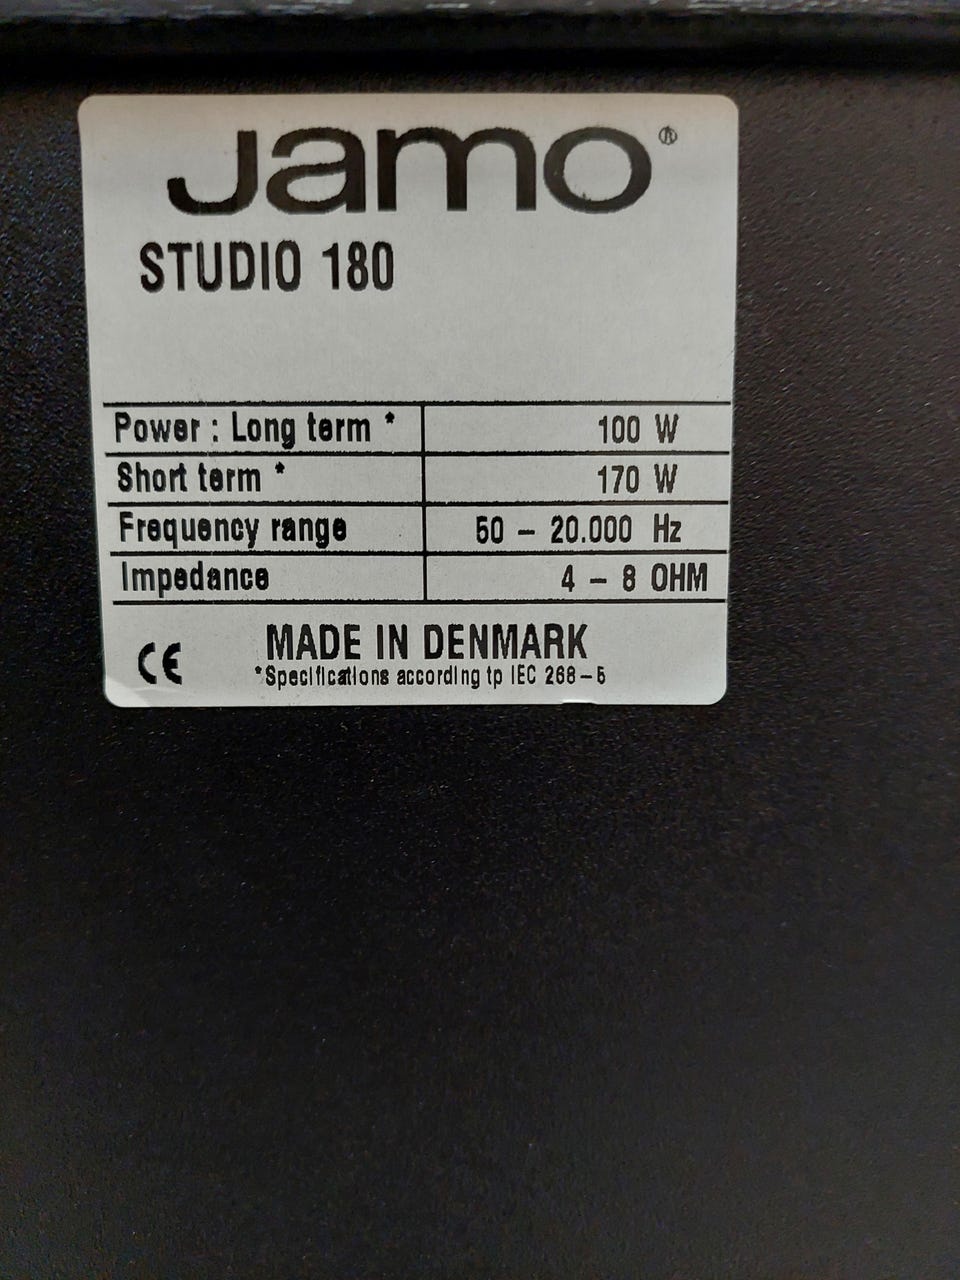 Jamo®
STUDIO 180
Power : Long term * 100 W
Short term * 170 W
Frequency range 50 – 20.000 Hz
Impedance 4 – 8 OHM
CE MADE IN DENMARK
*Specifications according tp IEC 268–5